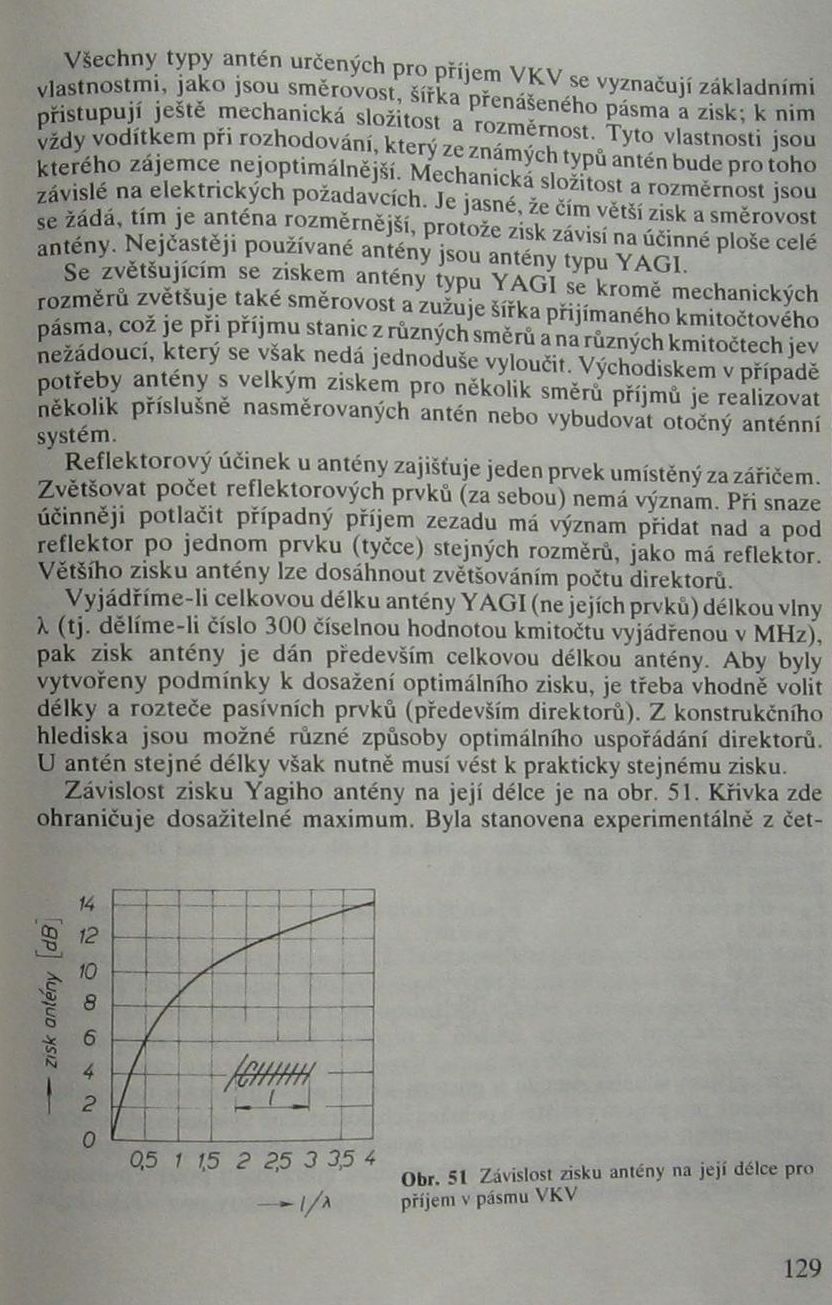 Všechny typy antén určených pro příjem VKV se vyznačují základními
vlastnostmi, jako jsou směrovost, šířka přenášeného pásma a zisk; k nim
přistupují ještě mechanická složitost a rozměrnost. Tyto vlastnosti jsou
vždy vodítkem při rozhodování, který ze známých typů antén bude pro toho
kterého zájemce nejoptimálnější. Mechanická složitost a rozměrnost jsou
závislé na elektrických požadavcích. Je jasné, že čím větší zisk a směrovost
se žádá, tím je anténa rozměrnější, protože zisk závisí na účinné ploše celé
antény. Nejčastěji používané antény jsou antény typu YAGI.
Se zvětšujícím se ziskem antény typu YAGI se kromě mechanických
rozměrů zvětšuje také směrovost a zužuje šířka přijímaného kmitočtového
pásma, což je při příjmu stanic z různých směrů a na různých kmitočtech jev
nežádoucí, který se však nedá jednoduše vyloučit. Východiskem v případě
potřeby antény s velkým ziskem pro několik směrů příjmů je realizovat
několik příslušně nasměrovaných antén nebo vybudovat otočný anténní
systém.
Reflektorový účinek u antény zajišťuje jeden prvek umístěný za zářičem.
Zvětšovat počet reflektorových prvků (za sebou) nemá význam. Při snaze
účinněji potlačit případný příjem zezadu má význam přidat nad a pod
reflektor po jednom prvku (tyčce) stejných rozměrů, jako má reflektor.
Většího zisku antény lze dosáhnout zvětšováním počtu direktorů.
Vyjádříme-li celkovou délku antény YAGI (ne jejích prvků) délkou vlny
λ (tj. dělíme-li číslo 300 číselnou hodnotou kmitočtu vyjádřenou v MHz),
pak zisk antény je dán především celkovou délkou antény. Aby byly
vytvořeny podmínky k dosažení optimálního zisku, je třeba vhodně volit
délky a rozteče pasívních prvků (především direktorů). Z konstrukčního
hlediska jsou možné různé způsoby optimálního uspořádání direktorů.
U antén stejné délky však nutně musí vést k prakticky stejnému zisku.
Závislost zisku Yagiho antény na její délce je na obr. 51. Křivka zde
ohraničuje dosažitelné maximum. Byla stanovena experimentálně z čet-
zisk antény [dB]
14
12
10
8
6
4
2
0
l
0,5 1 1,5 2 2,5 3 3,5 4
l/λ
Obr. 51 Závislost zisku antény na její délce pro
příjem v pásmu VKV
129